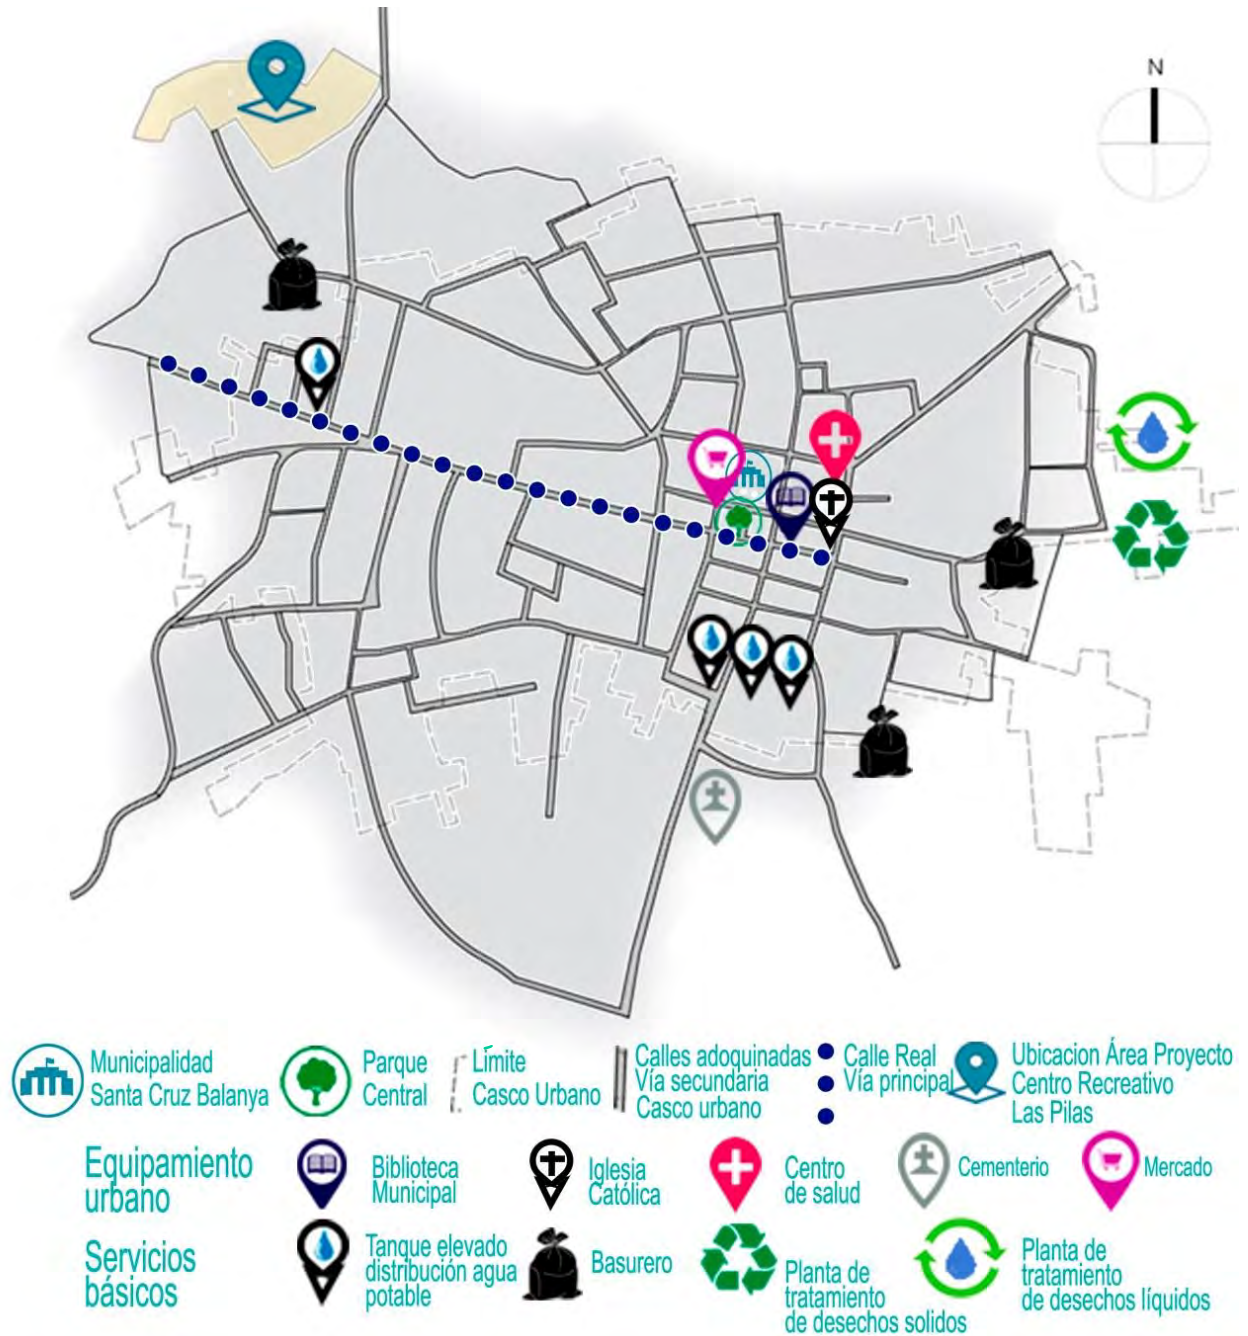 N
Municipalidad
Santa Cruz Balanya
Parque
Central
Límite
Casco Urbano
Calles adoquinadas
Vía secundária
Casco urbano
Calle Real
Vía principal
Ubicacion Área Proyecto
Centro Recreativo
Las Pilas
Equipamiento
urbano
Biblioteca
Municipal
Iglesia
Católica
Centro
de salud
Cementerio
Mercado
Servicios
básicos
Tanque elevado
distribución agua
potable
Basurero
Planta de
tratamiento
de desechos solidos
Planta de
tratamiento
de desechos líquidos